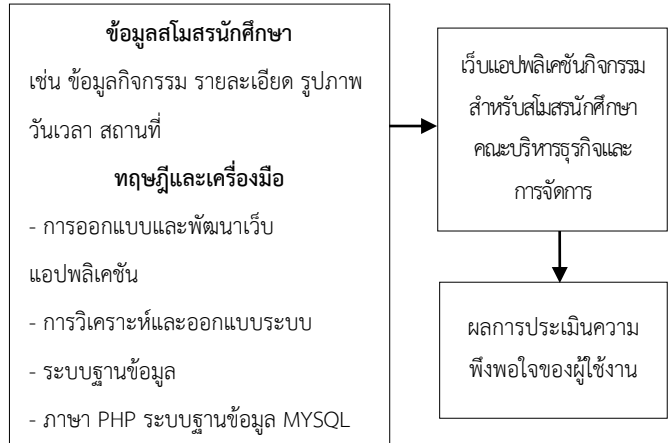 ข้อมูลสโมสรนักศึกษา
เช่น ข้อมูลกิจกรรม รายละเอียด รูปภาพ
วันเวลา สถานที่
ทฤษฎีและเครื่องมือ
- การออกแบบและพัฒนาเว็บ
แอปพลิเคชัน
- การวิเคราะห์และออกแบบระบบ
- ระบบฐานข้อมูล
- ภาษา PHP ระบบฐานข้อมูล MYSQL
เว็บแอปพลิเคชันกิจกรรม
สำหรับสโมสรนักศึกษา
คณะบริหารธุรกิจและ
การจัดการ
ผลการประเมินความ
พึงพอใจของผู้ใช้งาน